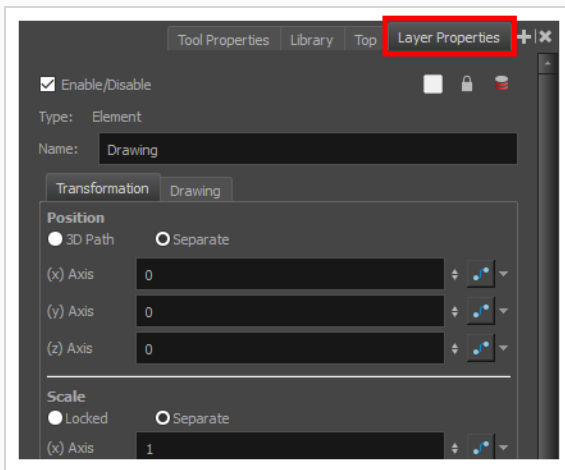 Tool Properties Library Top Layer Properties
Enable/Disable
Type: Element
Name: Drawing
Transformation Drawing
Position
3D Path Separate
(x) Axis 0
(y) Axis 0
(z) Axis 0
Scale
Locked Separate
(x) Axis 1